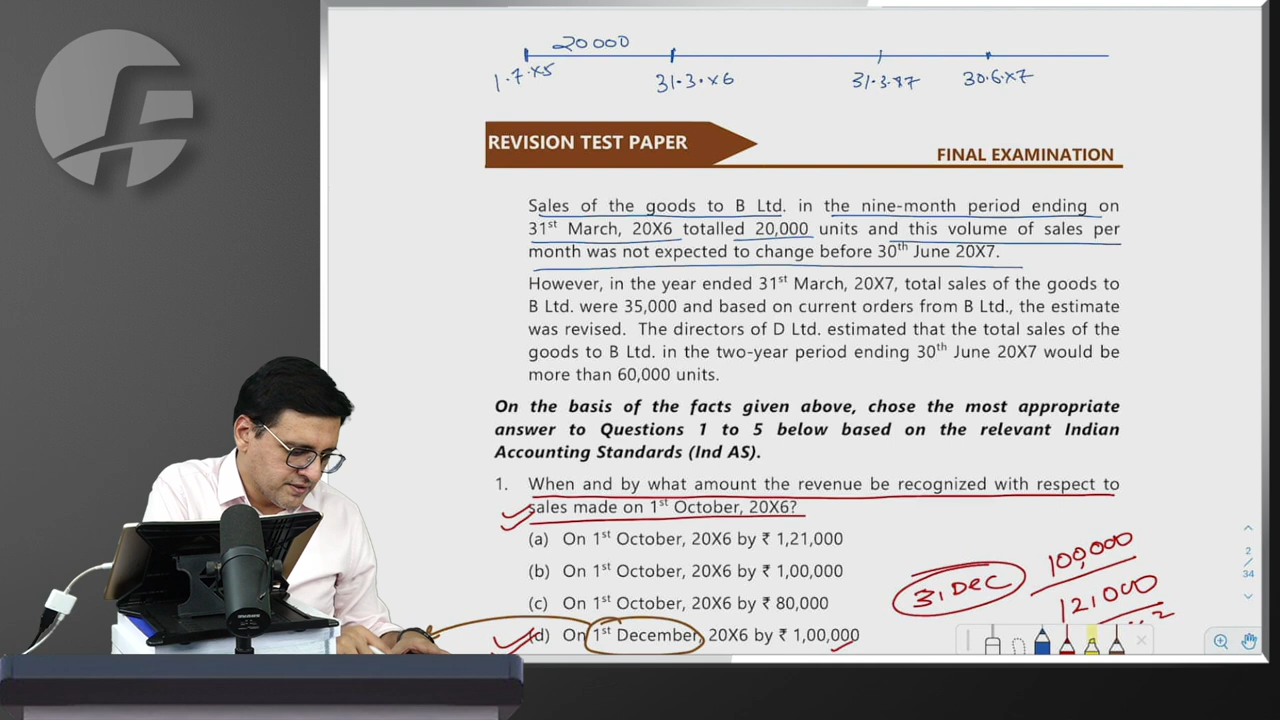 20000
1.7.X5 31.3.X6 31.3.X7 30.6.X7
REVISION TEST PAPER
FINAL EXAMINATION
Sales of the goods to B Ltd. in the nine-month period ending on
31st March, 20X6 totalled 20,000 units and this volume of sales per
month was not expected to change before 30th June 20X7.
However, in the year ended 31st March, 20X7, total sales of the goods to
B Ltd. were 35,000 and based on current orders from B Ltd., the estimate
was revised. The directors of D Ltd. estimated that the total sales of the
goods to B Ltd. in the two-year period ending 30th June 20X7 would be
more than 60,000 units.
On the basis of the facts given above, chose the most appropriate
answer to Questions 1 to 5 below based on the relevant Indian
Accounting Standards (Ind AS).
1. When and by what amount the revenue be recognized with respect to
sales made on 1st October, 20X6?
(a) On 1st October, 20X6 by ₹ 1,21,000
(b) On 1st October, 20X6 by ₹ 1,00,000
(c) On 1st October, 20X6 by ₹ 80,000
(d) On 1st December, 20X6 by ₹ 1,00,000
31 DEC
100,000
121,000
2
/
34